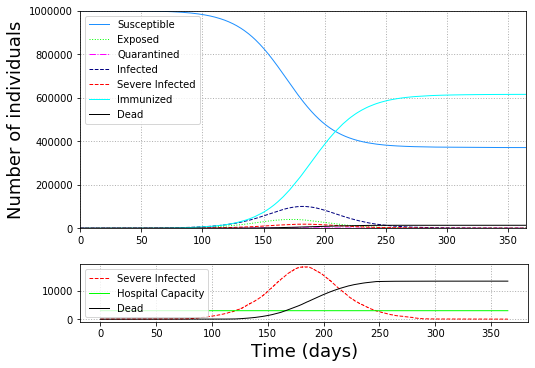 1000000
800000
600000
400000
200000
0
Number of individuals
Susceptible
Exposed
Quarantined
Infected
Severe Infected
Immunized
Dead
0 50 100 150 200 250 300 350
10000
0
Severe Infected
Hospital Capacity
Dead
0 50 100 150 200 250 300 350
Time (days)